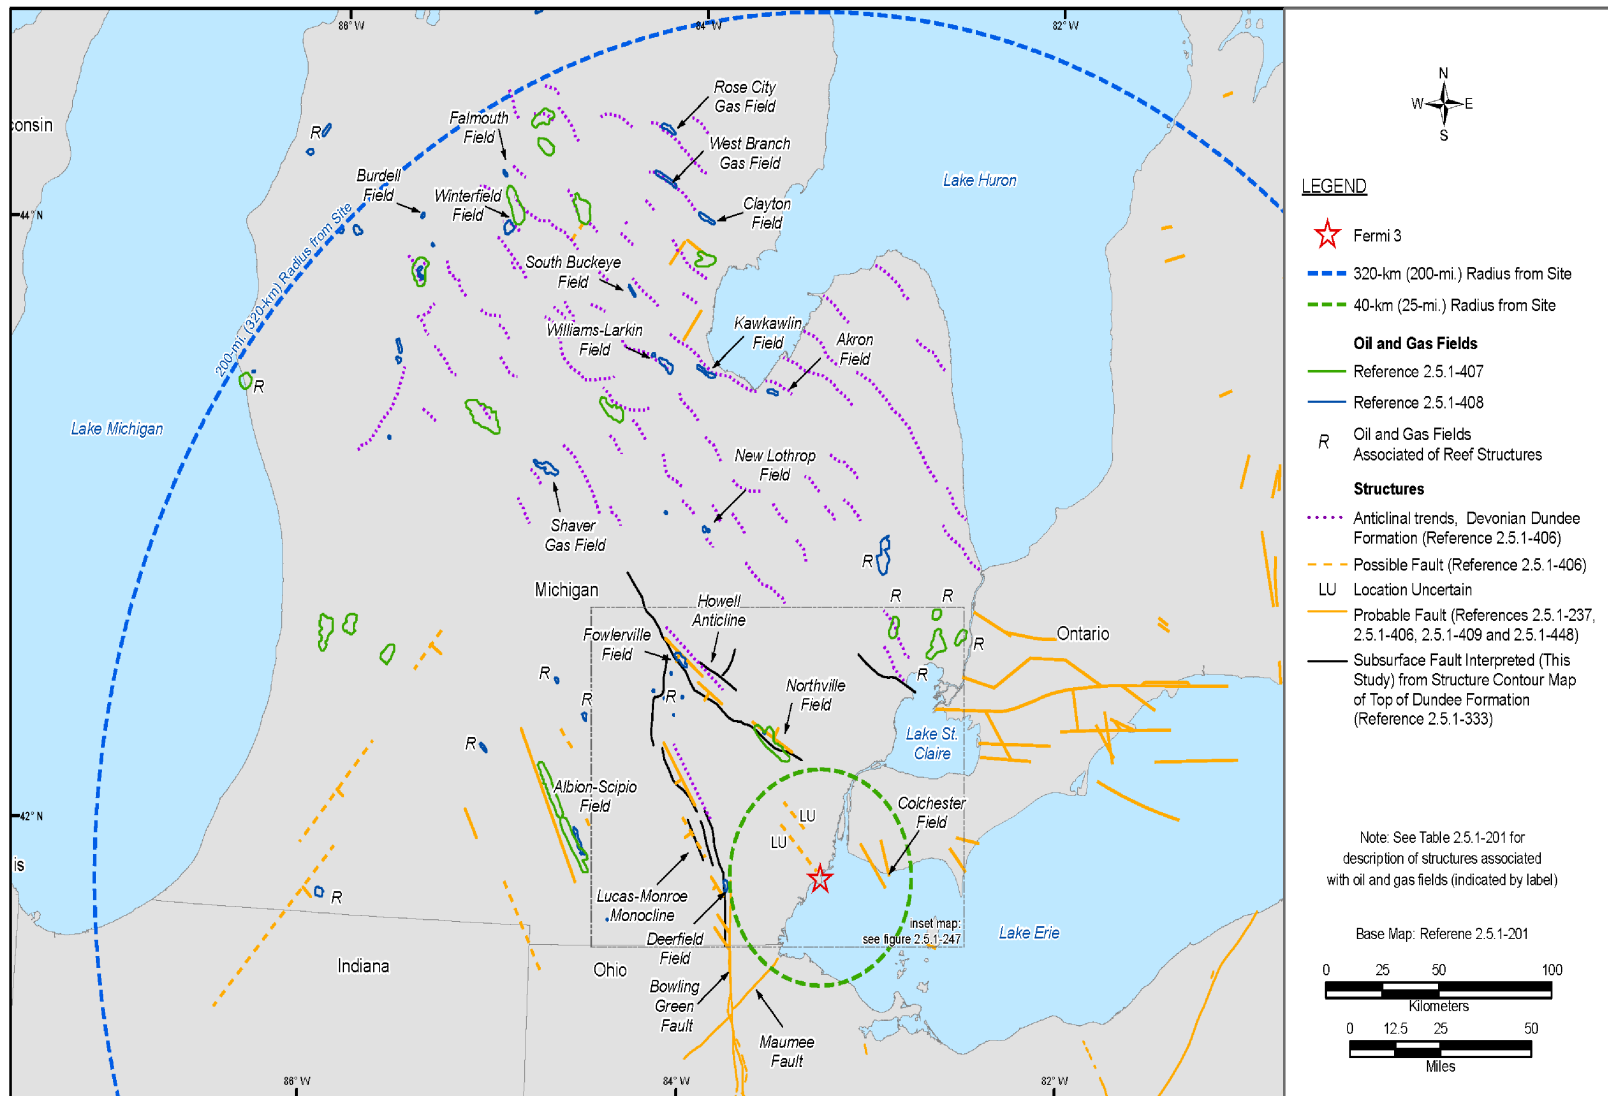 86° W
84° W
82° W
consin
Rose City
Gas Field
Falmouth
Field
West Branch
Gas Field
Burdell
Field
Winterfield
Field
Clayton
Field
44° N
Lake Huron
200-mi. (320-km) Radius from Site
South Buckeye
Field
Williams-Larkin
Field
Kawkawlin
Field
Akron
Field
R
R
Lake Michigan
New Lothrop
Field
Shaver
Gas Field
R
Michigan
Howell
Anticline
R
R
R
R
Ontario
Fowlerville
Field
R
R
R
R
Northville
Field
Lake St.
Claire
Albion-Scipio
Field
42° N
LU
LU
Colchester
Field
is
R
Lucas-Monroe
Monocline
Deerfield
Field
inset map:
see figure 2.5.1-247
Lake Erie
Indiana
Ohio
Bowling
Green
Fault
Maumee
Fault
86° W
84° W
82° W
N
W
E
S
LEGEND
Fermi 3
320-km (200-mi.) Radius from Site
40-km (25-mi.) Radius from Site
Oil and Gas Fields
Reference 2.5.1-407
Reference 2.5.1-408
R
Oil and Gas Fields
Associated of Reef Structures
Structures
Anticlinal trends, Devonian Dundee
Formation (Reference 2.5.1-406)
Possible Fault (Reference 2.5.1-406)
LU Location Uncertain
Probable Fault (References 2.5.1-237,
2.5.1-406, 2.5.1-409 and 2.5.1-448)
Subsurface Fault Interpreted (This
Study) from Structure Contour Map
of Top of Dundee Formation
(Reference 2.5.1-333)
Note: See Table 2.5.1-201 for
description of structures associated
with oil and gas fields (indicated by label)
Base Map: Referene 2.5.1-201
0 25 50 100
Kilometers
0 12.5 25 50
Miles